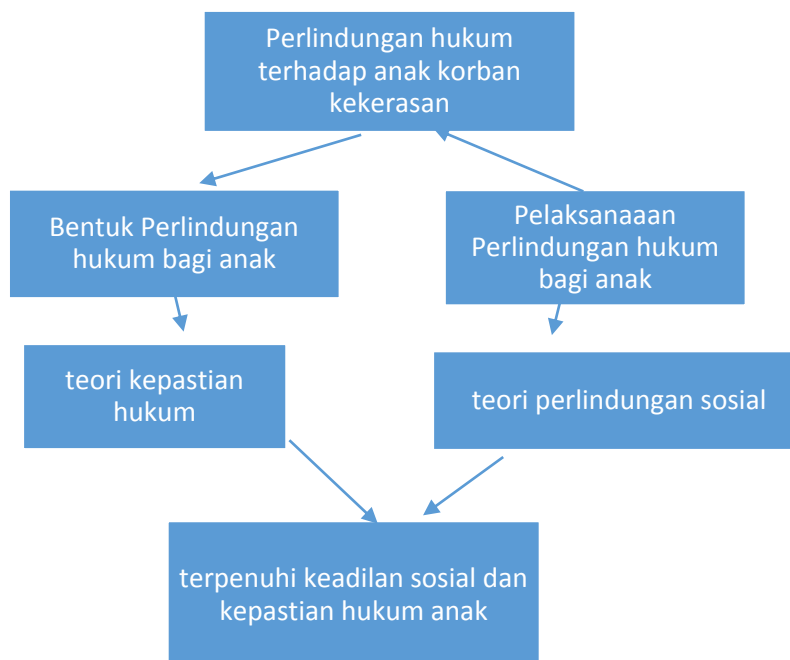 Perlindungan hukum
terhadap anak korban
kekerasan
Bentuk Perlindungan
hukum bagi anak
Pelaksanaaan
Perlindungan hukum
bagi anak
teori kepastian
hukum
teori perlindungan sosial
terpenuhi keadilan sosial dan
kepastian hukum anak